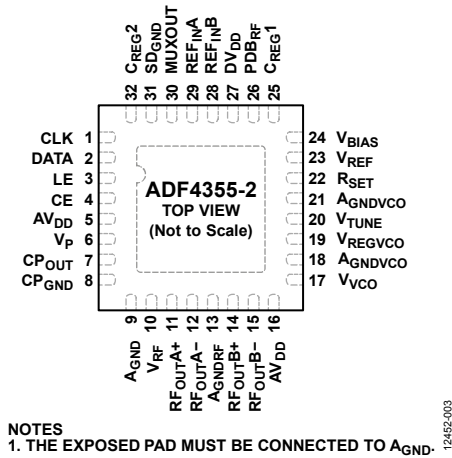 CREG2
SDGND
MUXOUT
REFINA
REFINB
DVDD
PDBRF
CREG1
32 31 30 29 28 27 26 25
CLK 1
DATA 2
LE 3
CE 4
AVDD 5
VP 6
CPOUT 7
CPGND 8
ADF4355-2
TOP VIEW
(Not to Scale)
24 VBIAS
23 VREF
22 RSET
21 AGNDVCO
20 VTUNE
19 VREGVCO
18 AGNDVCO
17 VVCO
9 10 11 12 13 14 15 16
AGND
VRF
RFOUTA+
RFOUTA−
AGNDRF
RFOUTB+
RFOUTB−
AVDD
NOTES
1. THE EXPOSED PAD MUST BE CONNECTED TO AGND.
12452-003